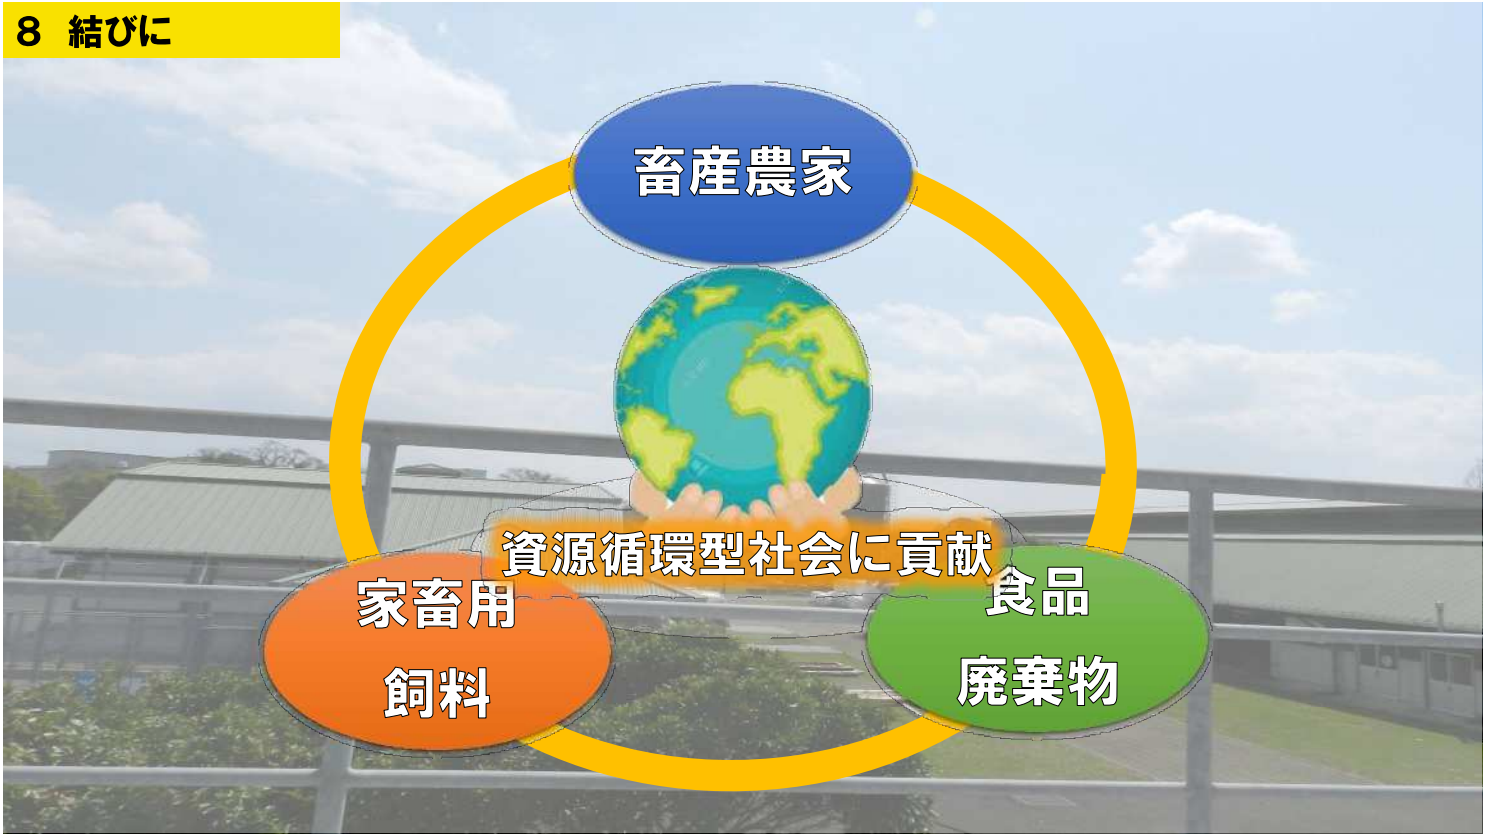 8 結びに
畜産農家
資源循環型社会に貢献
家畜用
飼料
食品
廃棄物